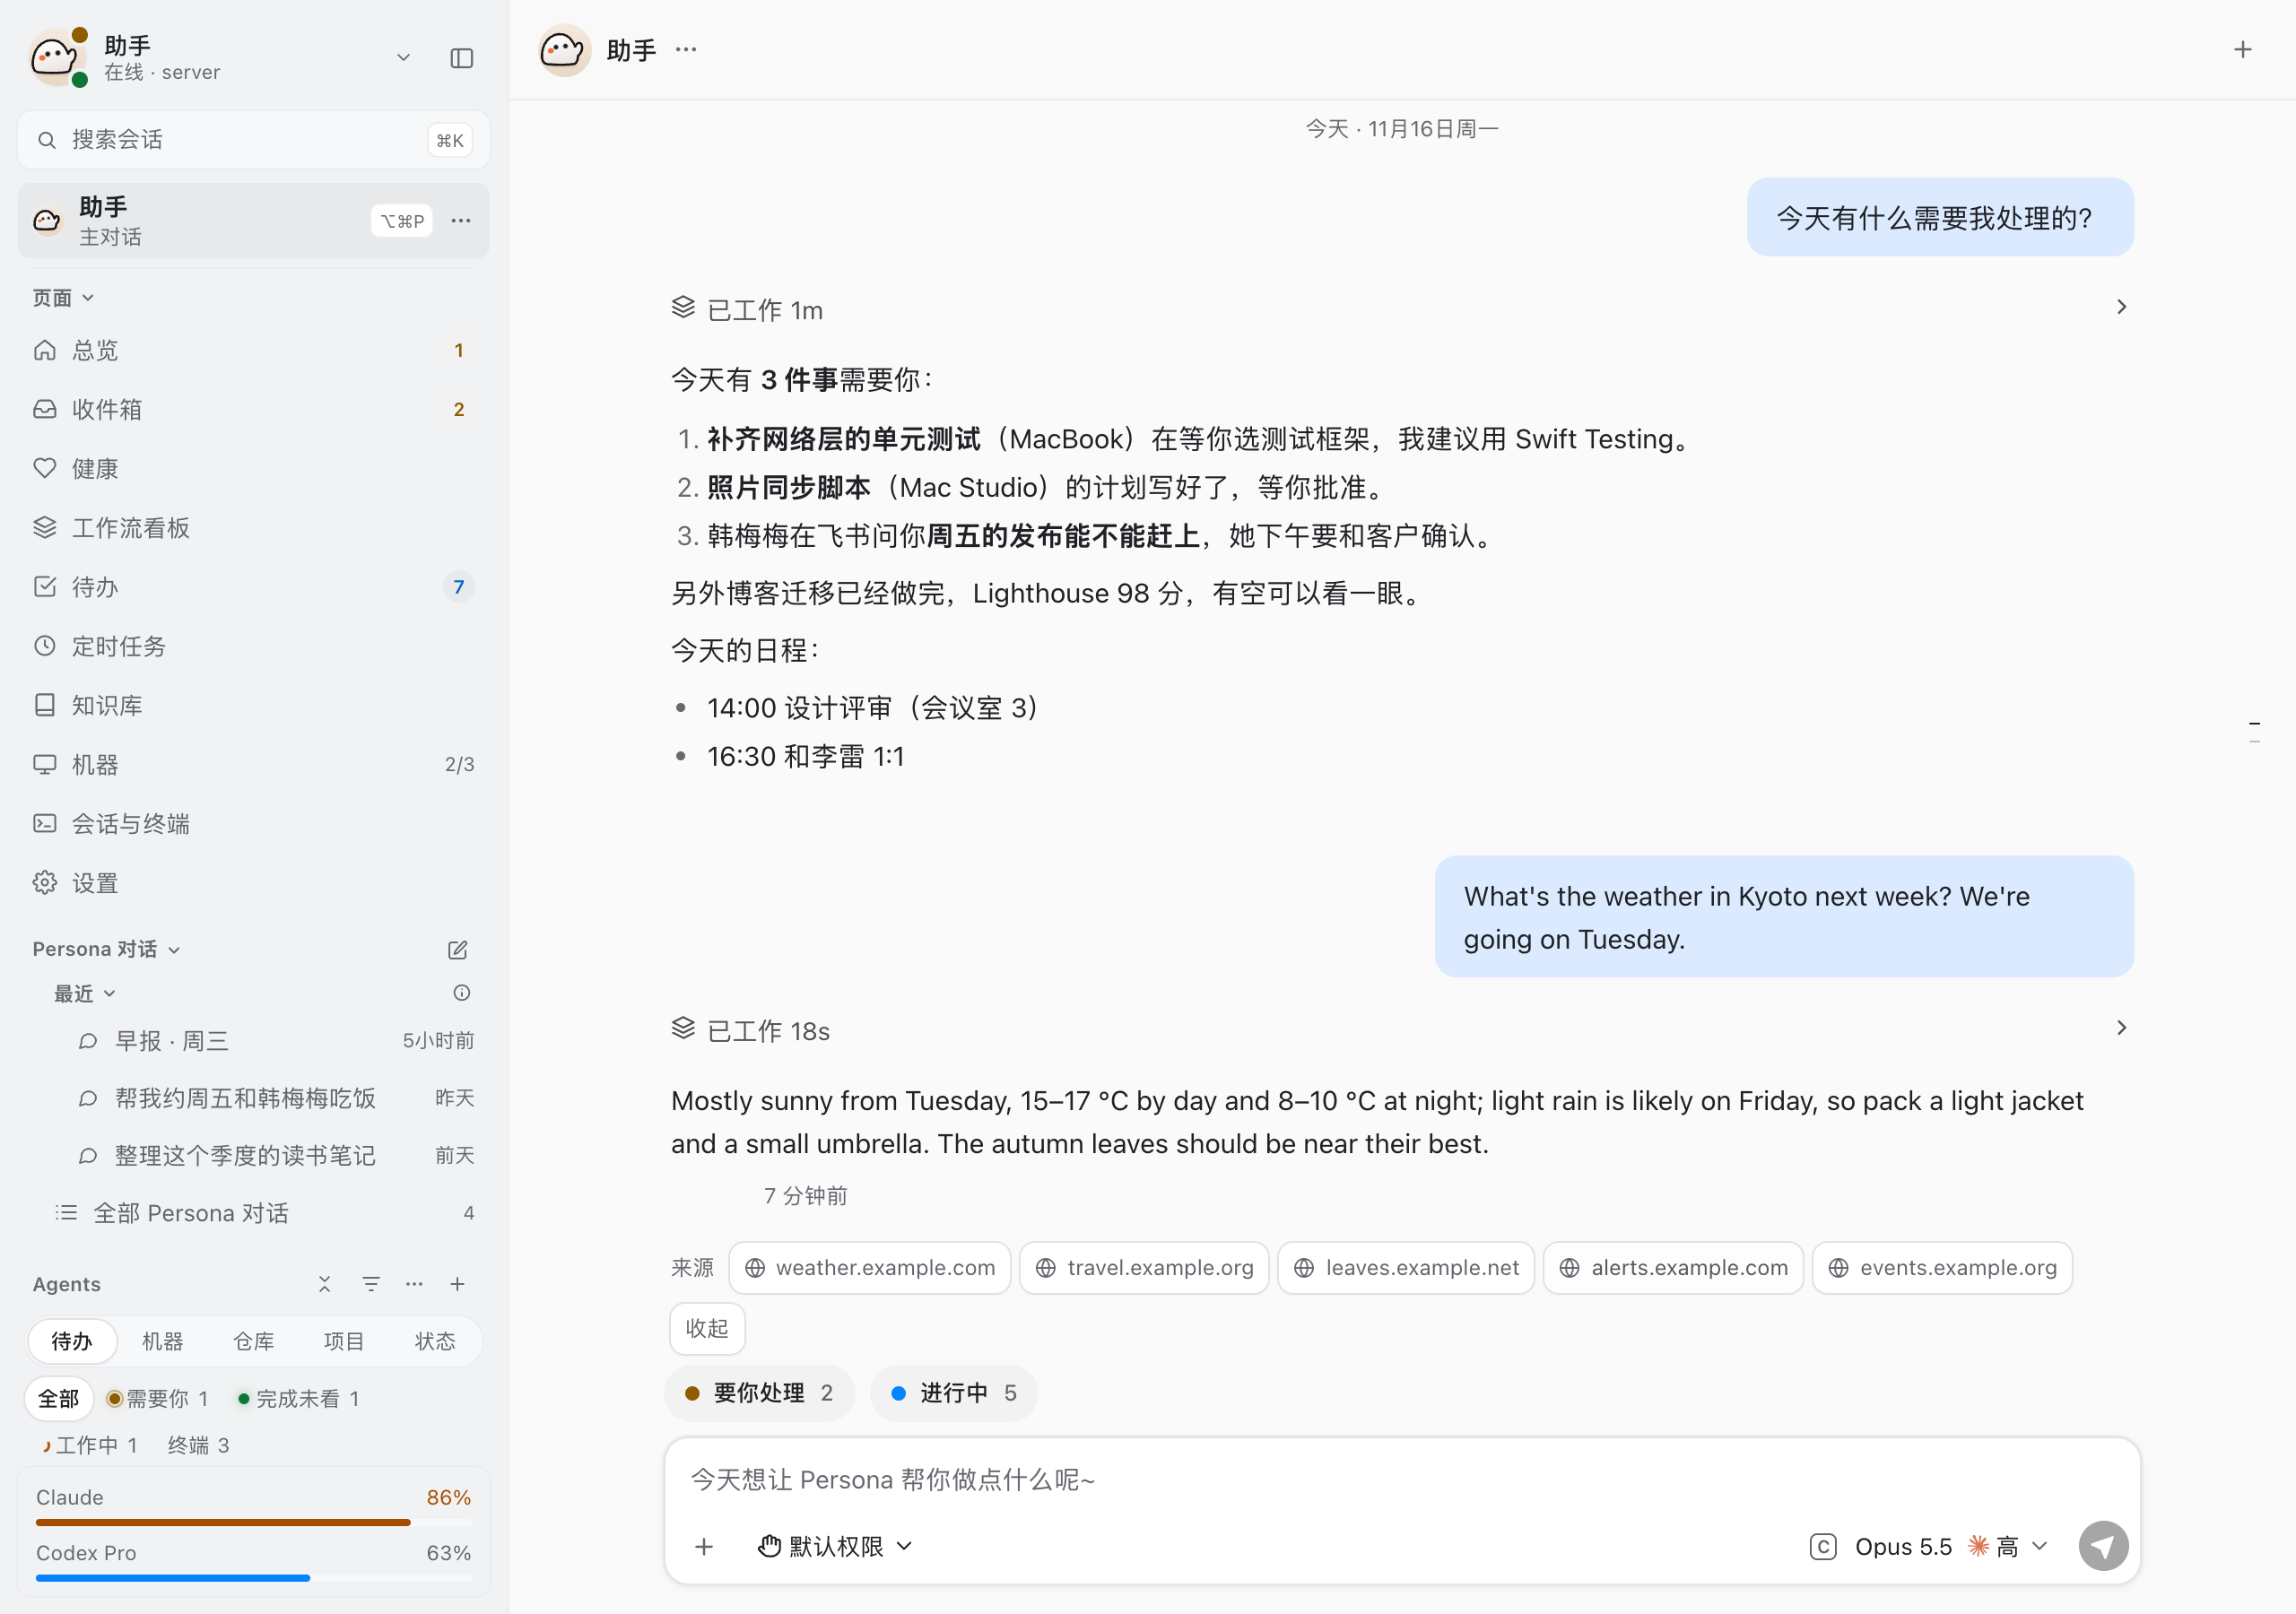 助手
在线 · server
搜索会话 ⌘K
助手
主对话
⌥⌘P
页面
总览 1
收件箱 2
健康
工作流看板
待办 7
定时任务
知识库
机器 2/3
会话与终端
设置
Persona 对话
最近
早报 · 周三 5小时前
帮我约周五和韩梅梅吃饭 昨天
整理这个季度的读书笔记 前天
全部 Persona 对话 4
Agents
待办 机器 仓库 项目 状态
全部 需要你 1 完成未看 1
工作中 1 终端 3
Claude 86%
Codex Pro 63%
助手
今天 · 11月16日周一
今天有什么需要我处理的?
已工作 1m
今天有 3 件事需要你：
1. 补齐网络层的单元测试（MacBook）在等你选测试框架，我建议用 Swift Testing。
2. 照片同步脚本（Mac Studio）的计划写好了，等你批准。
3. 韩梅梅在飞书问你周五的发布能不能赶上，她下午要和客户确认。
另外博客迁移已经做完，Lighthouse 98 分，有空可以看一眼。
今天的日程：
• 14:00 设计评审（会议室 3）
• 16:30 和李雷 1:1
What's the weather in Kyoto next week? We're
going on Tuesday.
已工作 18s
Mostly sunny from Tuesday, 15–17 °C by day and 8–10 °C at night; light rain is likely on Friday, so pack a light jacket
and a small umbrella. The autumn leaves should be near their best.
7 分钟前
来源 weather.example.com travel.example.org leaves.example.net alerts.example.com events.example.org
收起
要你处理 2 进行中 5
今天想让 Persona 帮你做点什么呢~
默认权限 C Opus 5.5 高